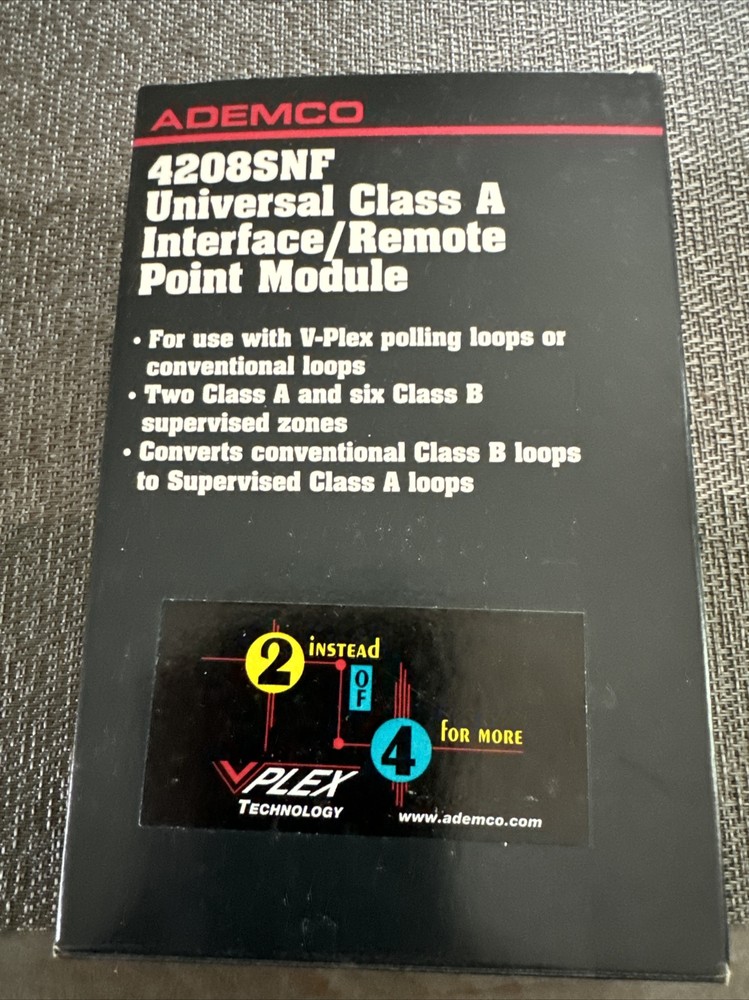 ADEMCO
4208SNF
Universal Class A
Interface/Remote
Point Module
• For use with V-Plex polling loops or
conventional loops
• Two Class A and six Class B
supervised zones
• Converts conventional Class B loops
to Supervised Class A loops
2 INSTEAd
OF
4 fOR MORE
VPLEX
TECHNOLOGY
www.ademco.com